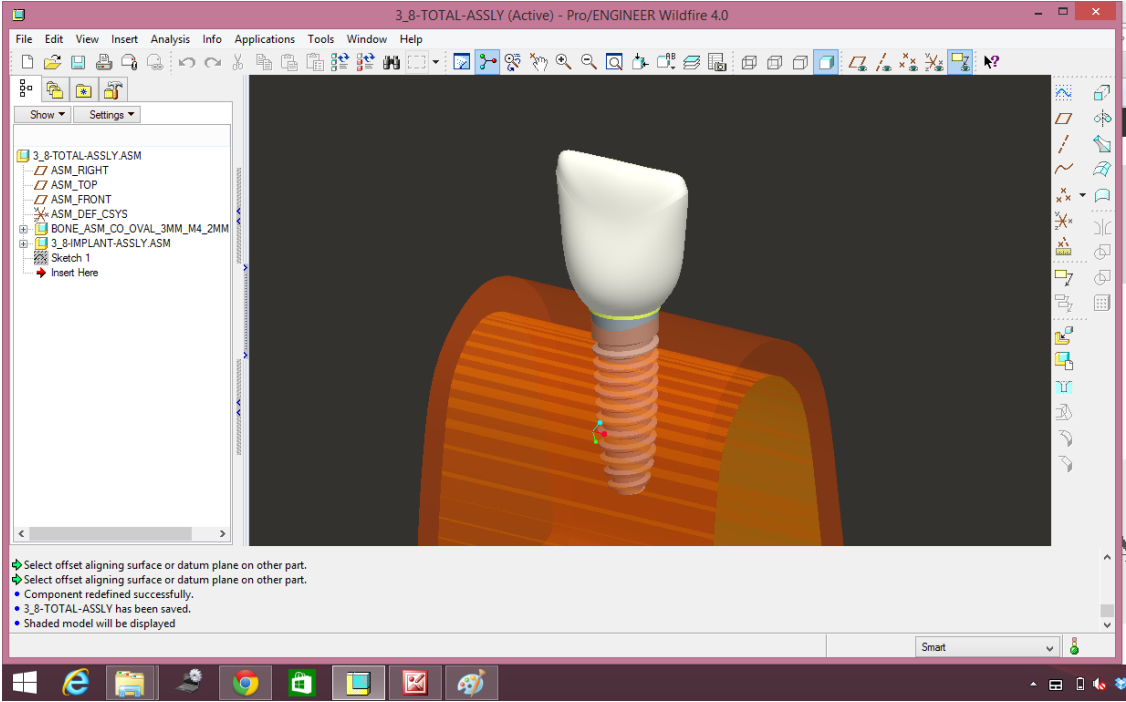 3_8-TOTAL-ASSLY (Active) - Pro/ENGINEER Wildfire 4.0
File Edit View Insert Analysis Info Applications Tools Window Help
Show Settings
3_8-TOTAL-ASSLY.ASM
ASM_RIGHT
ASM_TOP
ASM_FRONT
ASM_DEF_CSYS
BONE_ASM_CO_OVAL_3MM_M4_2MM
3_8-IMPLANT-ASSLY.ASM
Sketch 1
Insert Here
Select offset aligning surface or datum plane on other part.
Select offset aligning surface or datum plane on other part.
Component redefined successfully.
3_8-TOTAL-ASSLY has been saved.
Shaded model will be displayed
Smart